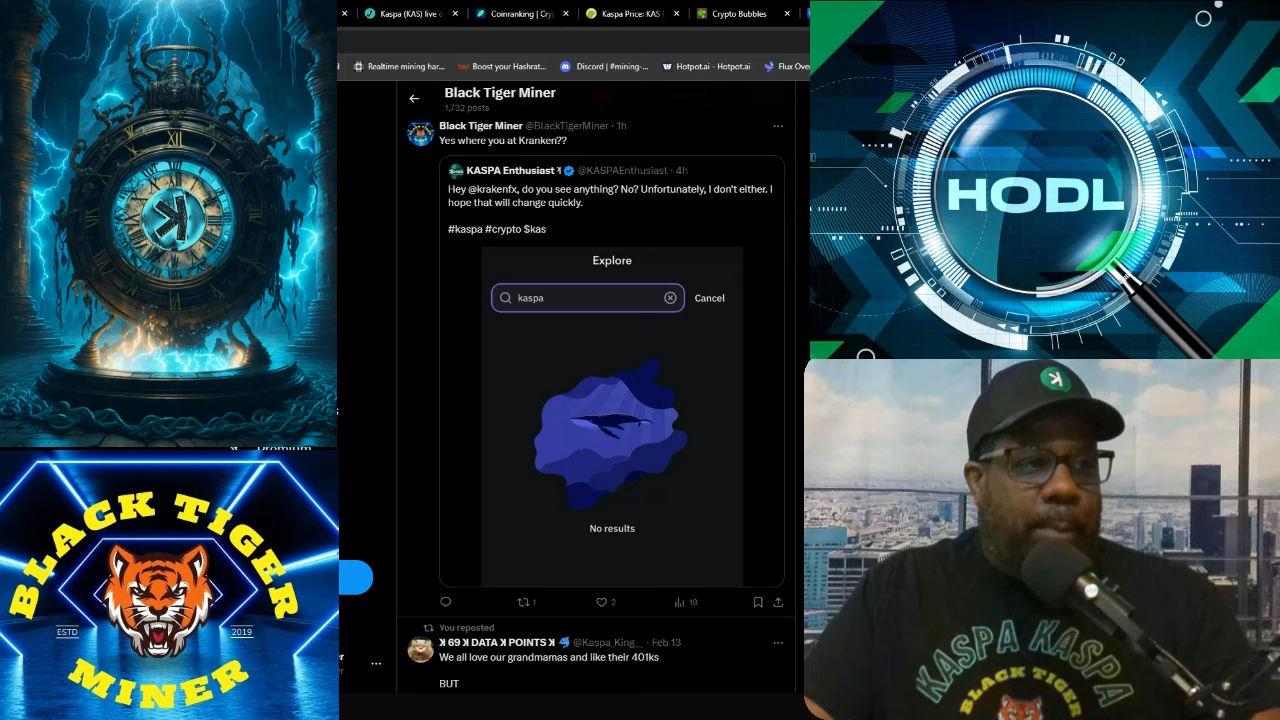 Kaspa (KAS) live c
Coinranking | Cry
Kaspa Price: KAS
Crypto Bubbles
Realtime mining har...
Boost your Hashrat...
Discord | #mining-...
Hotpot.ai - Hotpot.ai
Flux Ove
Black Tiger Miner
1,732 posts
Black Tiger Miner @BlackTigerMiner · 1h
Yes where you at Kranken??
KASPA Enthusiast @KASPAEnthusiast · 4h
Hey @krakenfx, do you see anything? No? Unfortunately, I don't either. I
hope that will change quickly.
#kaspa #crypto $kas
Explore
kaspa
Cancel
No results
1
2
19
You reposted
ꓘ 69 ꓘ DATA ꓘ POINTS ꓘ @Kaspa_King__ · Feb 13
We all love our grandmamas and like their 401ks
BUT
XII
BLACK TIGER
ESTD
2019
MINER
HODL
KASPA KASPA
BLACK TIGER